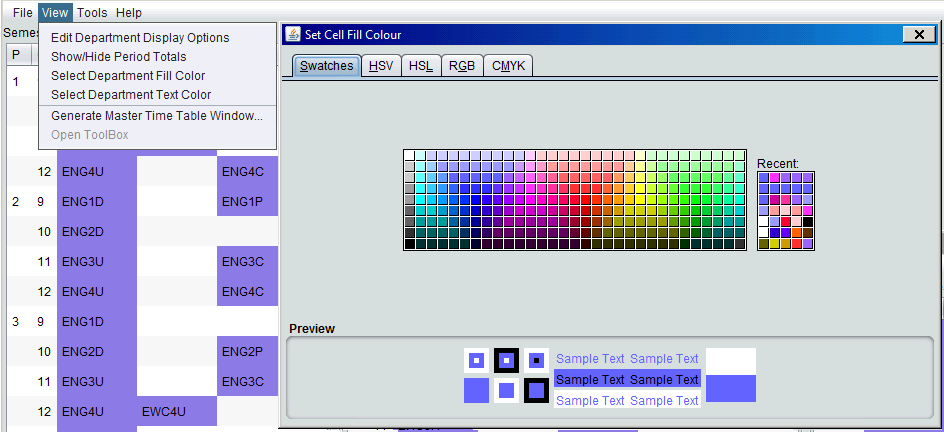 File View Tools Help
Semes
Edit Department Display Options
Show/Hide Period Totals
Select Department Fill Color
Select Department Text Color
Generate Master Time Table Window...
Open ToolBox
P
1
12 ENG4U ENG4C
2 9 ENG1D ENG1P
10 ENG2D
11 ENG3U ENG3C
12 ENG4U ENG4C
3 9 ENG1D
10 ENG2D ENG2P
11 ENG3U ENG3C
12 ENG4U EWC4U
Set Cell Fill Colour
Swatches HSV HSL RGB CMYK
Recent:
Preview
Sample Text Sample Text
Sample Text Sample Text
Sample Text Sample Text